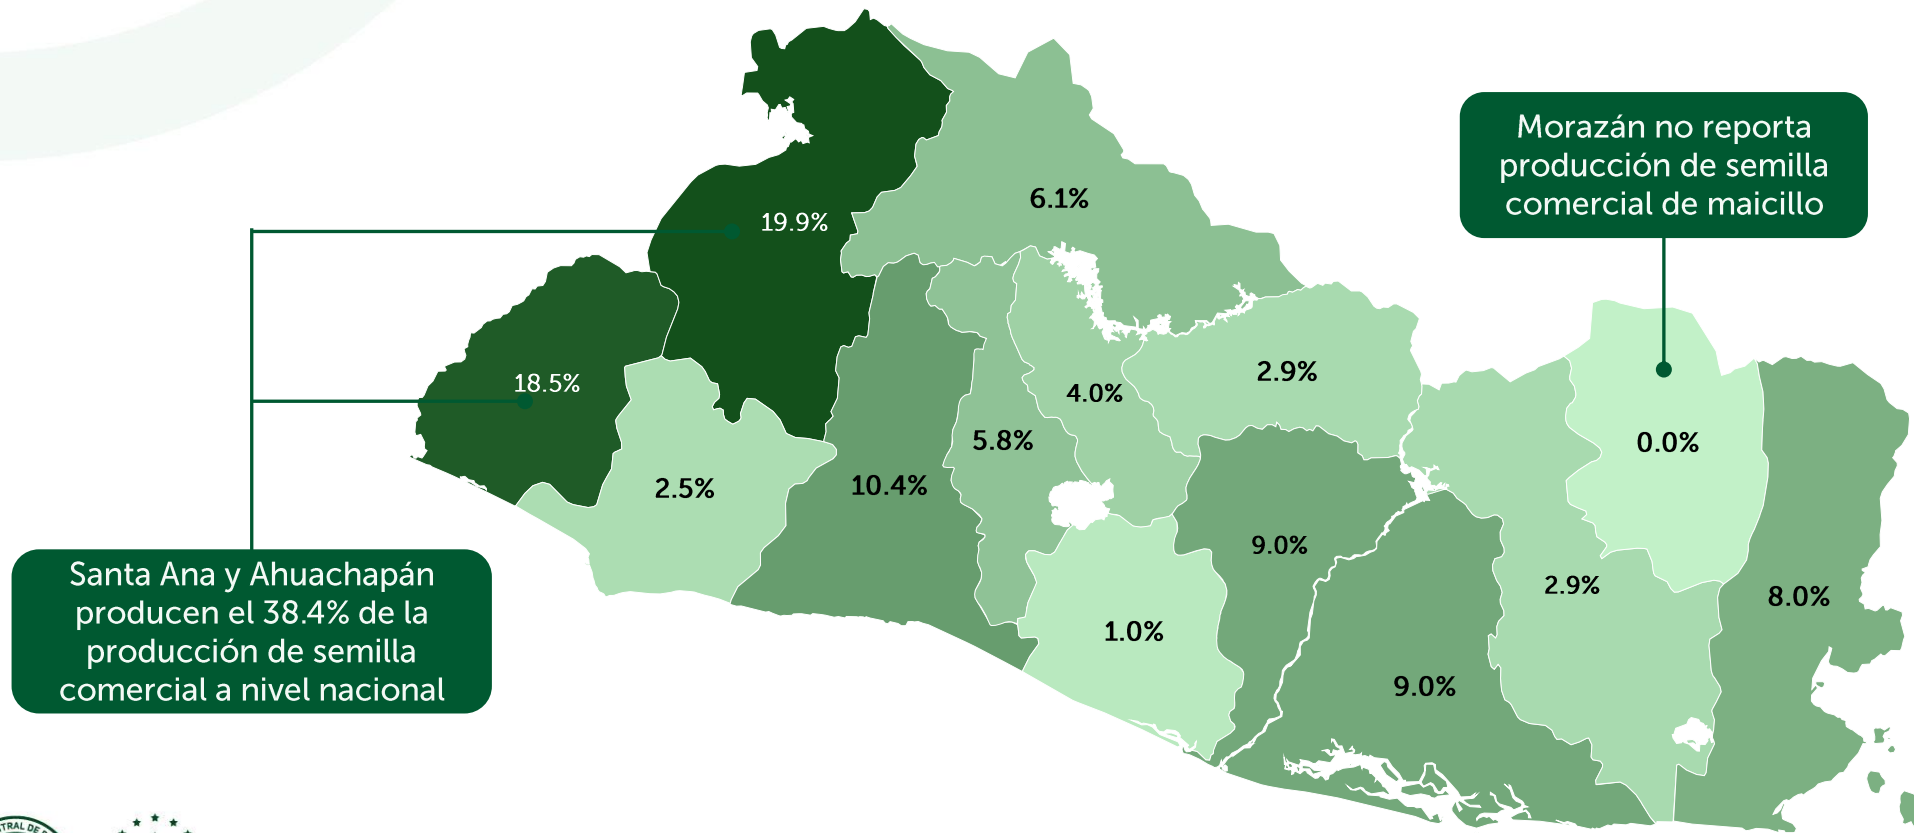 Morazán no reporta
producción de semilla
comercial de maicillo
6.1%
19.9%
2.9%
18.5%
4.0%
5.8%
0.0%
10.4%
2.5%
9.0%
2.9%
8.0%
1.0%
9.0%
Santa Ana y Ahuachapán
producen el 38.4% de la
producción de semilla
comercial a nivel nacional